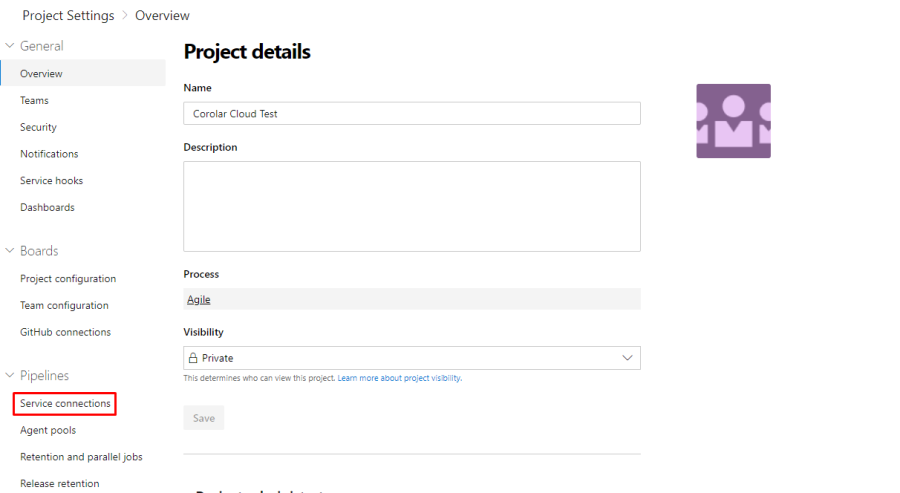 Project Settings > Overview
General
Overview
Teams
Security
Notifications
Service hooks
Dashboards
Boards
Project configuration
Team configuration
GitHub connections
Pipelines
Service connections
Agent pools
Retention and parallel jobs
Release retention
Project details
Name
Corolar Cloud Test
Description
Process
Agile
Visibility
Private
This determines who can view this project. Learn more about project visibility.
Save